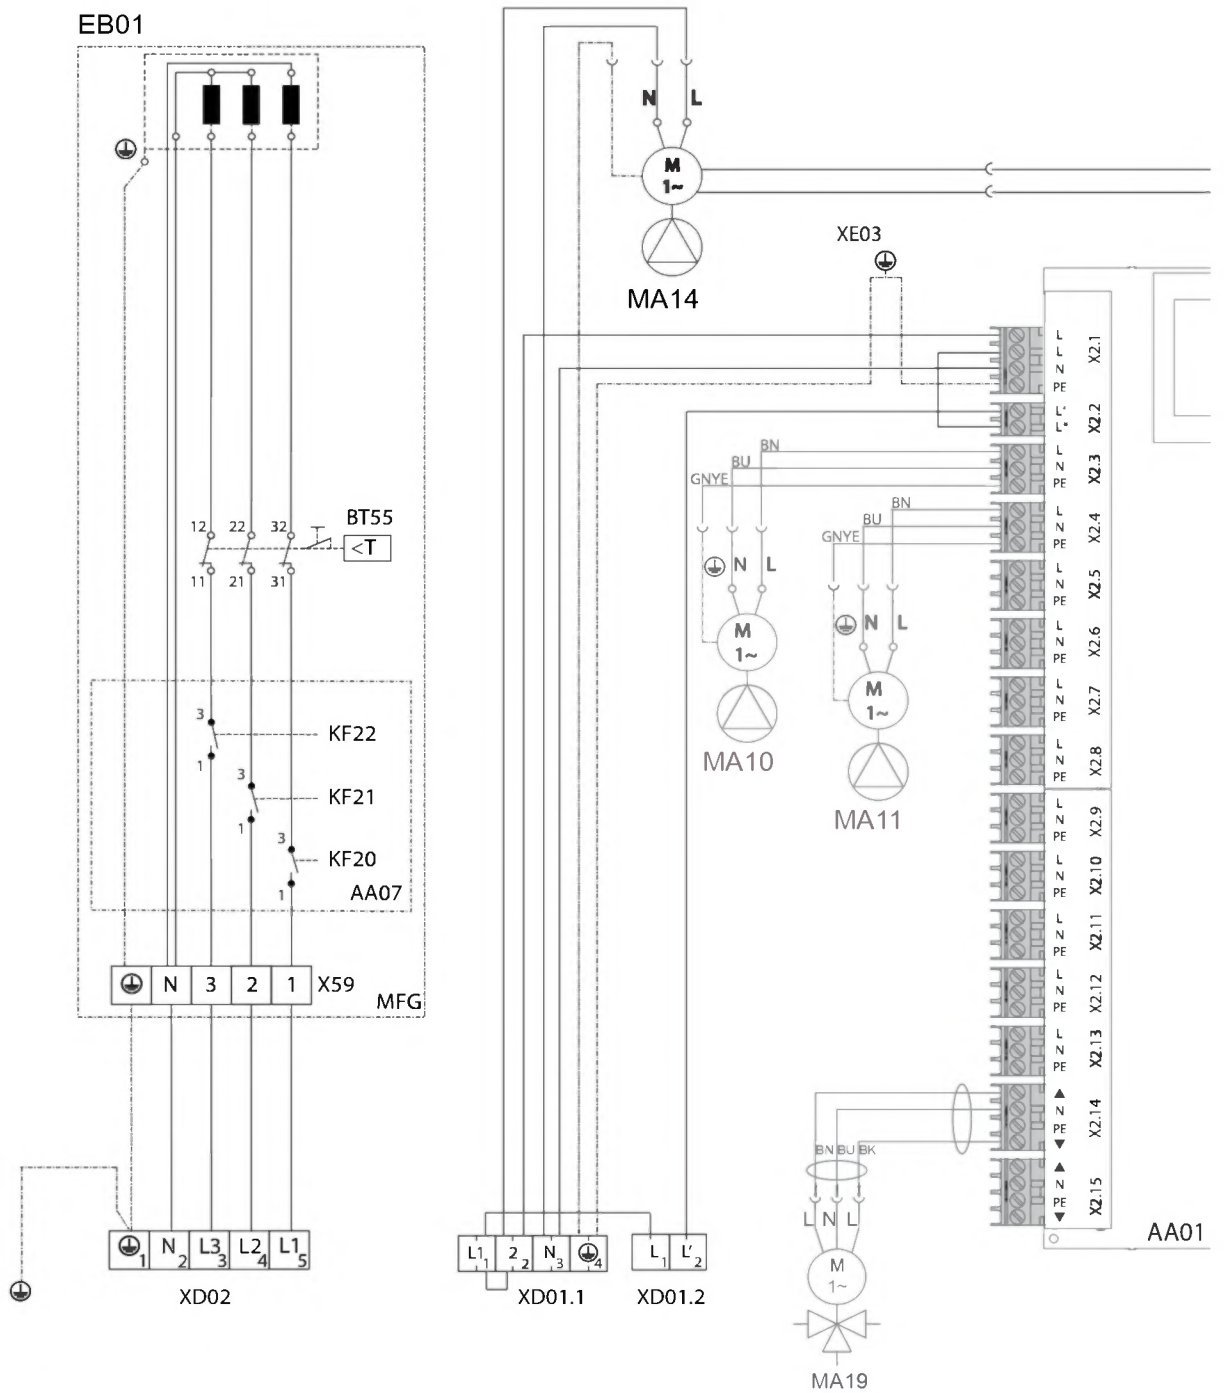 EB01
N L
M
1~
MA14
XE03
L
L
N
PE
X2.1
L'
L"
X2.2
L
N
PE
X2.3
L
N
PE
X2.4
L
N
PE
X2.5
L
N
PE
X2.6
L
N
PE
X2.7
L
N
PE
X2.8
L
N
PE
X2.9
L
N
PE
X2.10
L
N
PE
X2.11
L
N
PE
X2.12
L
N
PE
X2.13
▲
N
PE
▼
X2.14
▲
N
PE
▼
X2.15
AA01
BN
BU
GNYE
N L
M
1~
MA10
BN
BU
GNYE
N L
M
1~
MA11
12 22 32
BT55
<T
11 21 31
3
KF22
1
3
KF21
1
3
KF20
1
AA07
N 3 2 1 X59
MFG
1 N 2 L3 3 L2 4 L1 5
XD02
L1 1 2 2 N 3 4
XD01.1
L 1 L' 2
XD01.2
BN BU BK
L N L
M
1~
MA19